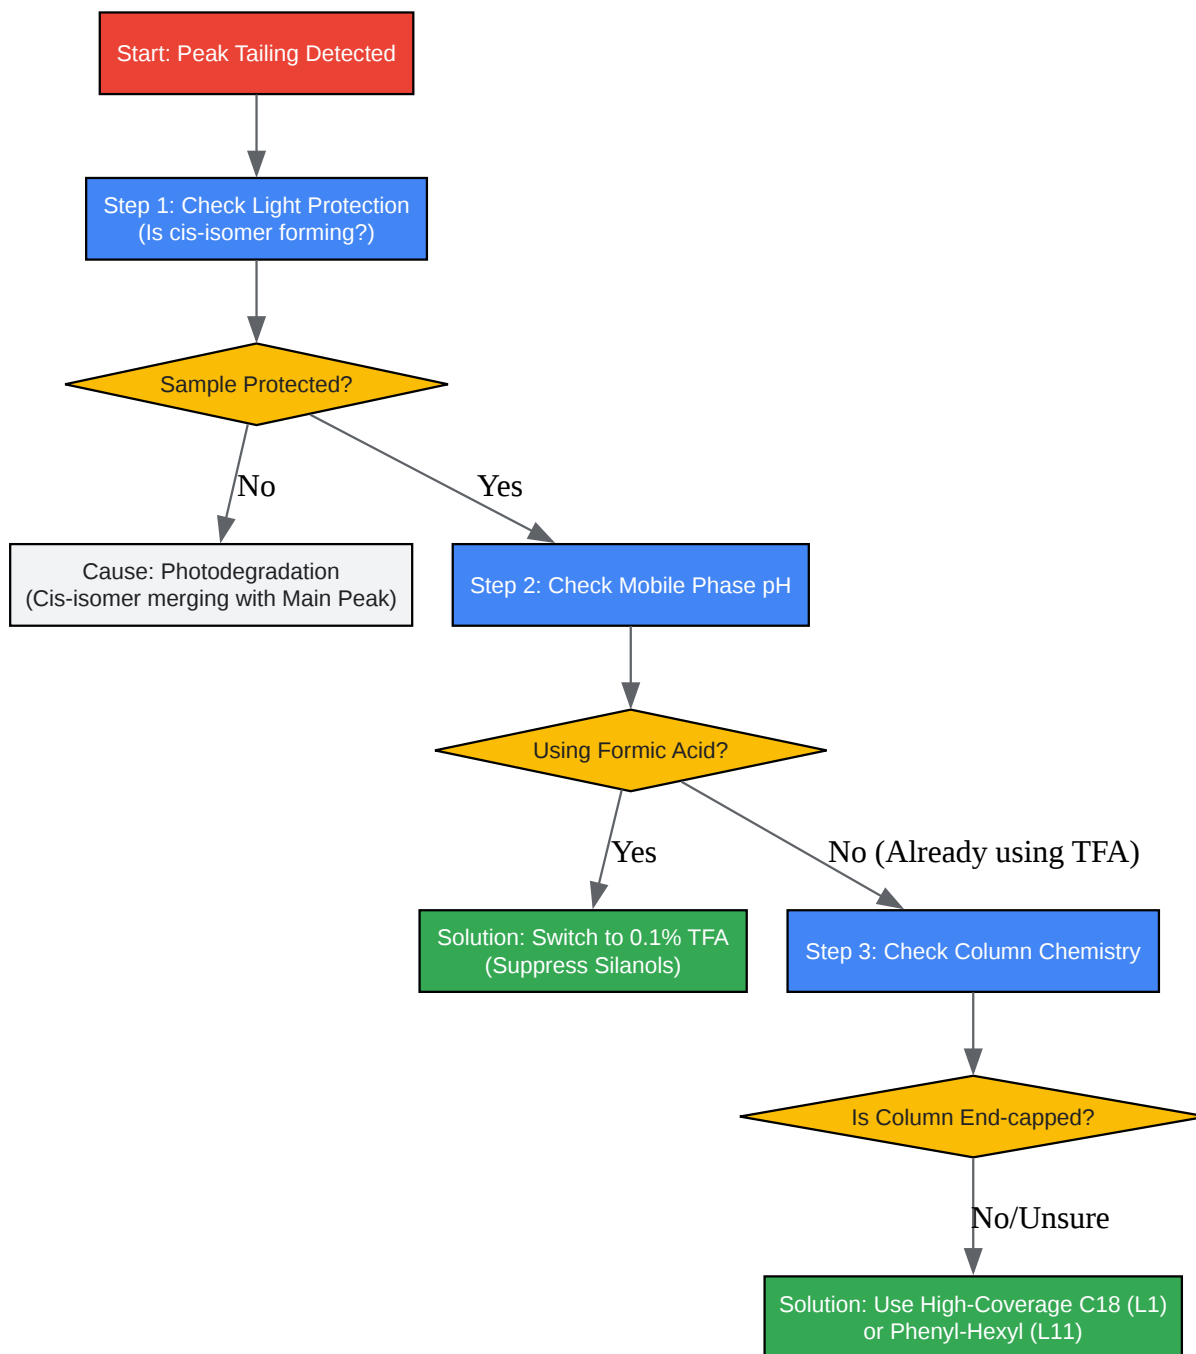 Start: Peak Tailing Detected
Step 1: Check Light Protection
(Is cis-isomer forming?)
Sample Protected?
No
Yes
Cause: Photodegradation
(Cis-isomer merging with Main Peak)
Step 2: Check Mobile Phase pH
Using Formic Acid?
Yes
No (Already using TFA)
Solution: Switch to 0.1% TFA
(Suppress Silanols)
Step 3: Check Column Chemistry
Is Column End-capped?
No/Unsure
Solution: Use High-Coverage C18 (L1)
or Phenyl-Hexyl (L11)